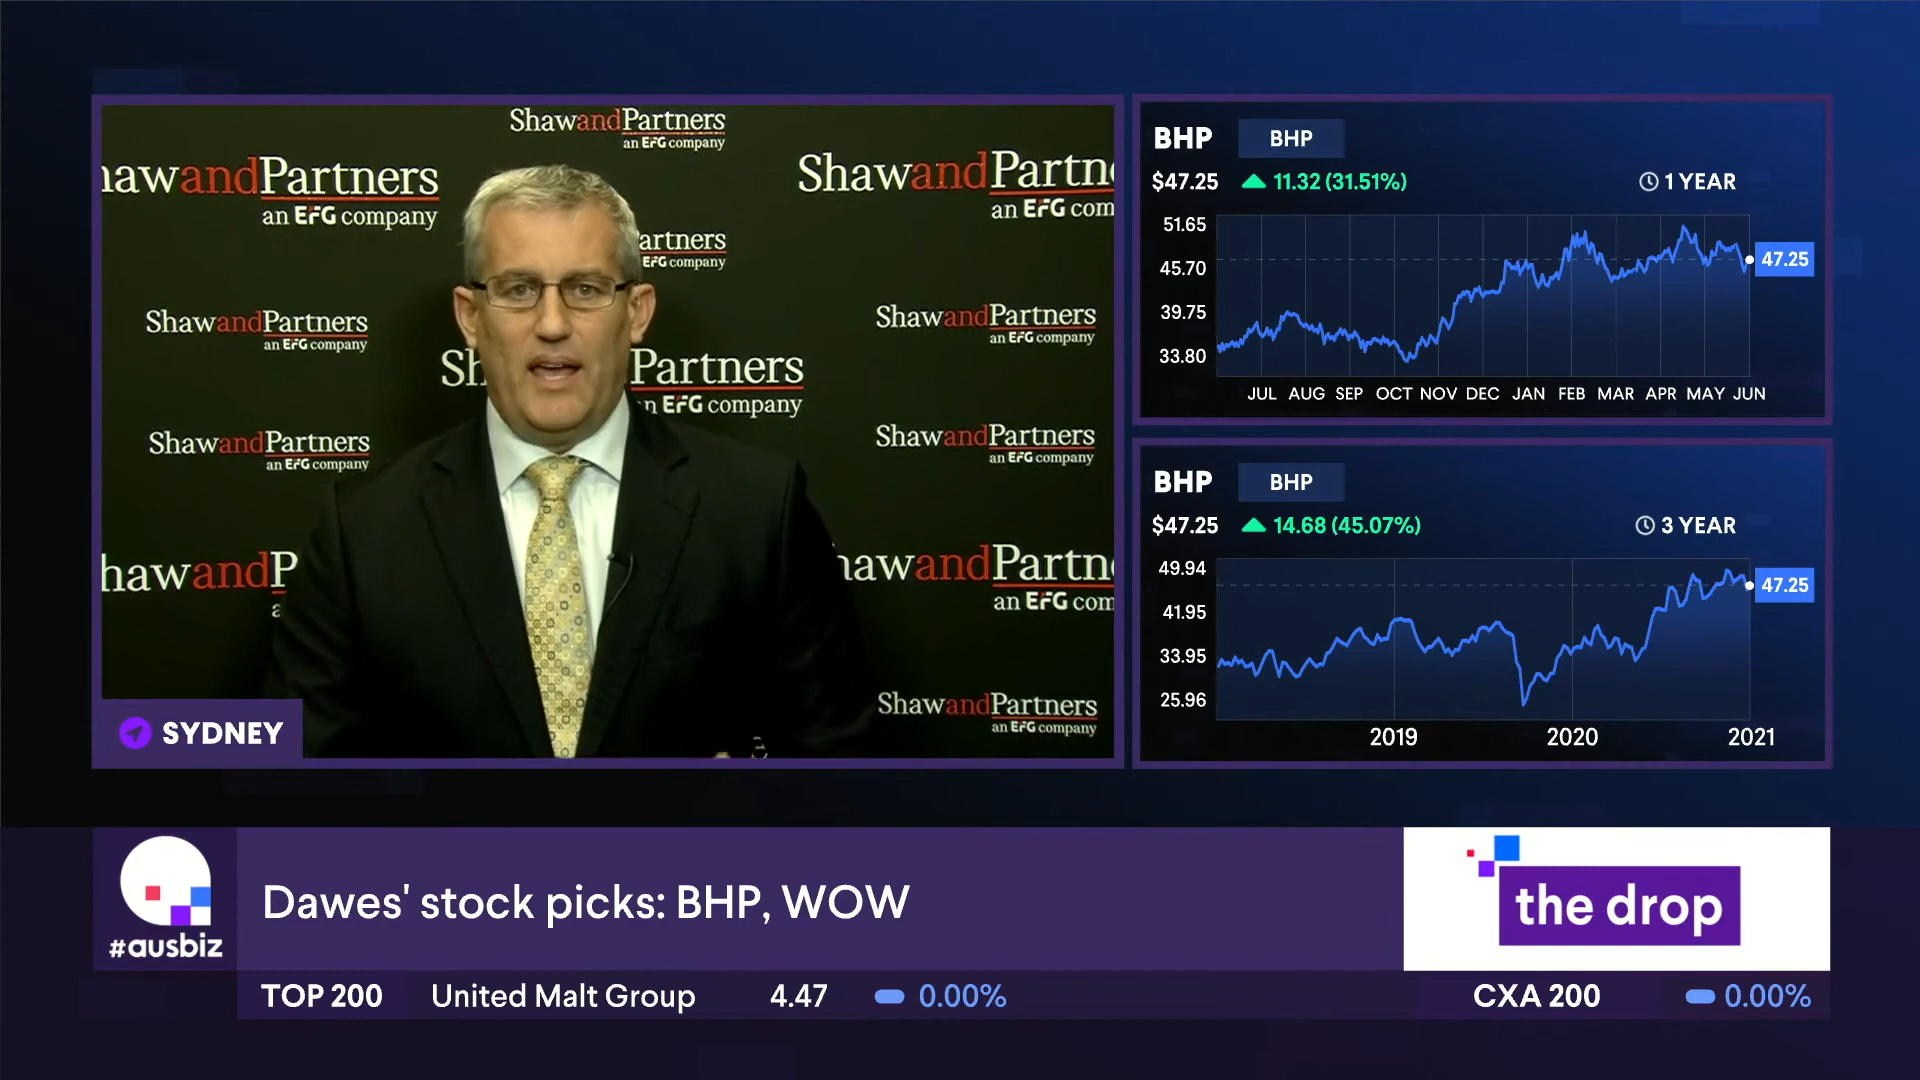 ShawandPartners
an EFG company
hawandPartners
an EFG company
ShawandPartn
an EFG com
artners
EFG company
ShawandPartners
an EFG company
ShawandPartners
an EFG company
Sh Partners
n EFG company
ShawandPartners
an EFG company
ShawandPartners
an EFG company
hawandP
a
hawandPartn
an EFG com
ShawandPartners
an EFG company
SYDNEY
BHP BHP
$47.25 11.32 (31.51%) 1 YEAR
51.65
45.70
39.75
33.80
47.25
JUL AUG SEP OCT NOV DEC JAN FEB MAR APR MAY JUN
BHP BHP
$47.25 14.68 (45.07%) 3 YEAR
49.94
41.95
33.95
25.96
47.25
2019 2020 2021
#ausbiz
Dawes' stock picks: BHP, WOW
the drop
TOP 200 United Malt Group 4.47 0.00% CXA 200 0.00%